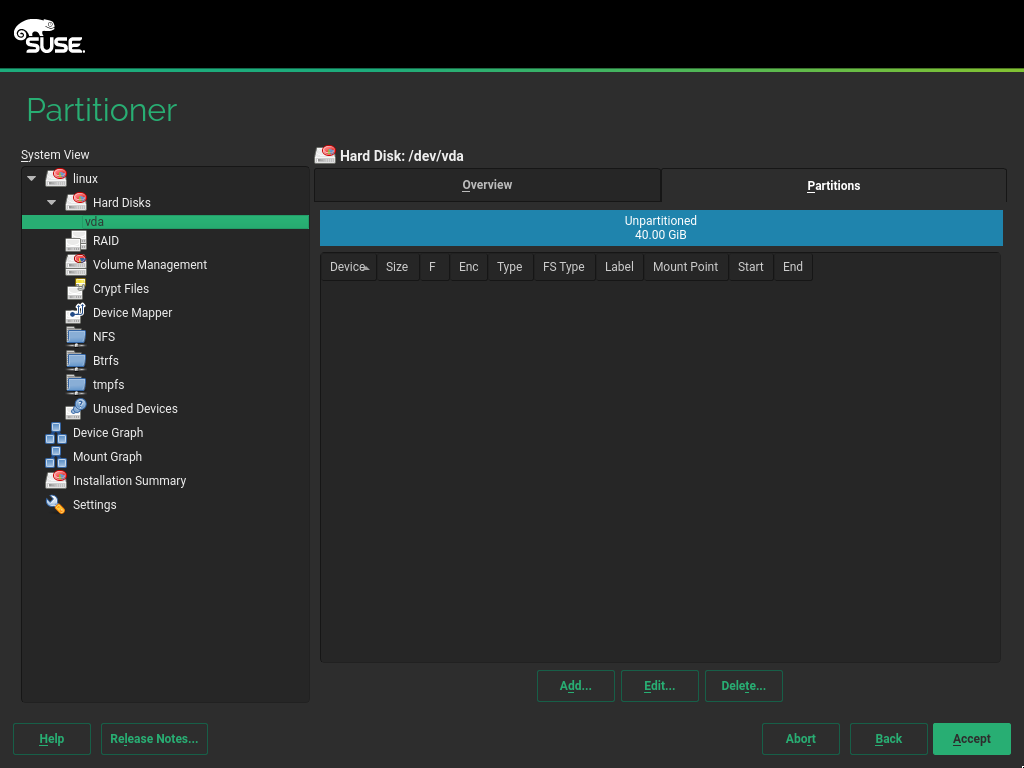 SUSE.
Partitioner
System View
linux
Hard Disks
vda
RAID
Volume Management
Crypt Files
Device Mapper
NFS
Btrfs
tmpfs
Unused Devices
Device Graph
Mount Graph
Installation Summary
Settings
Hard Disk: /dev/vda
Overview Partitions
Unpartitioned
40.00 GiB
Device Size F Enc Type FS Type Label Mount Point Start End
Add... Edit... Delete...
Help Release Notes... Abort Back Accept